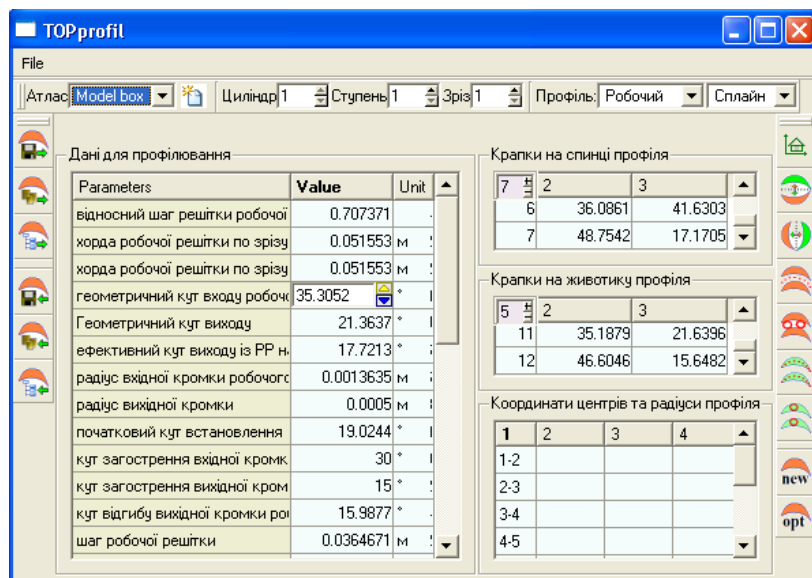 TOPprofil
File
Атлас Model box Циліндр 1 Ступень 1 Зріз 1 Профіль: Робочий Сплайн
Дані для профілювання
Parameters Value Unit
відносний шаг решітки робочої 0.707371
хорда робочої решітки по зрізу 0.051553 м
хорда робочої решітки по зрізу 0.051553 м
геометричний кут входу 35.3052 °
Геометричний кут виходу 21.3637 °
ефективний кут виходу із РР 17.7213 °
радіус вхідної кромки 0.0013635 м
радіус вихідної кромки 0.0005 м
початковий кут встановлення 19.0244 °
кут загострення вхідної 30 °
кут загострення вихідної 15 °
кут відгибу вихідної кромки 15.9877 °
шаг робочої решітки 0.0364671 м
Крапки на спинці профіля
7 2 3
6 36.0861 41.6303
7 48.7542 17.1705
Крапки на животику профіля
5 2 3
11 35.1879 21.6396
12 46.6046 15.6482
Координати центрів та радіуси профіля
1 2 3 4
1-2
2-3
3-4
4-5
new
opt